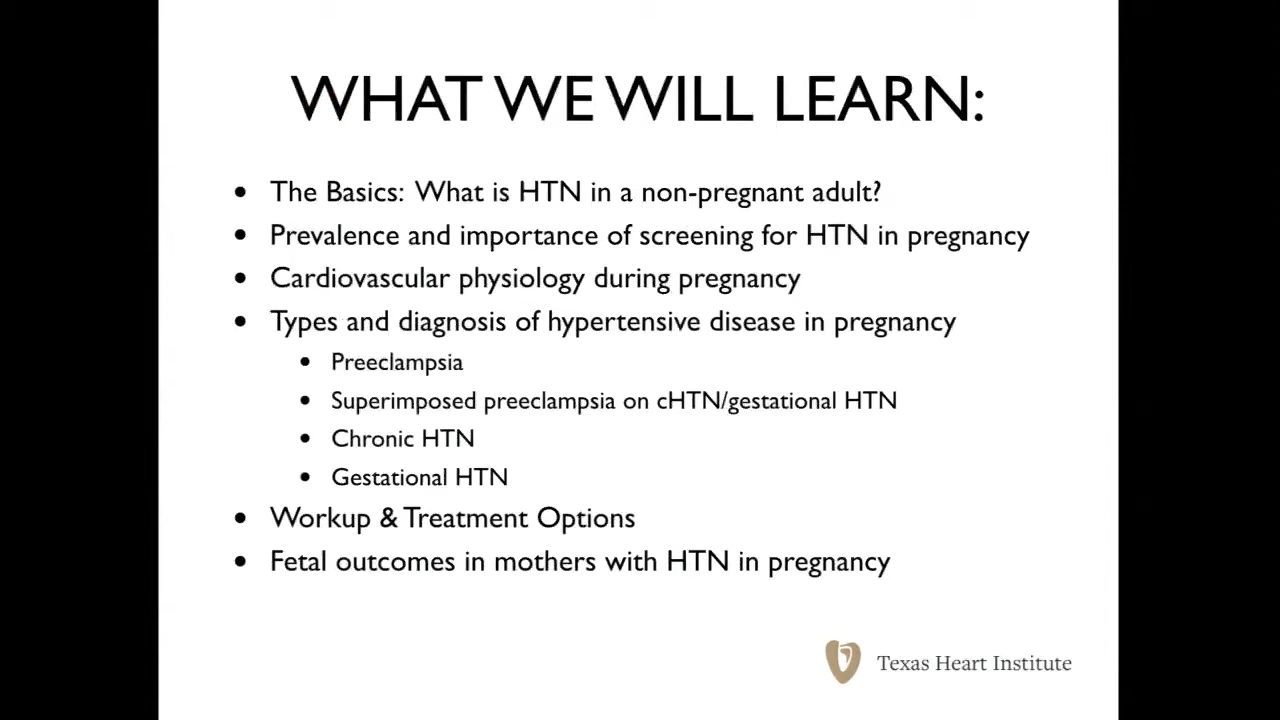 WHAT WE WILL LEARN:
• The Basics: What is HTN in a non-pregnant adult?
• Prevalence and importance of screening for HTN in pregnancy
• Cardiovascular physiology during pregnancy
• Types and diagnosis of hypertensive disease in pregnancy
• Preeclampsia
• Superimposed preeclampsia on cHTN/gestational HTN
• Chronic HTN
• Gestational HTN
• Workup & Treatment Options
• Fetal outcomes in mothers with HTN in pregnancy
Texas Heart Institute